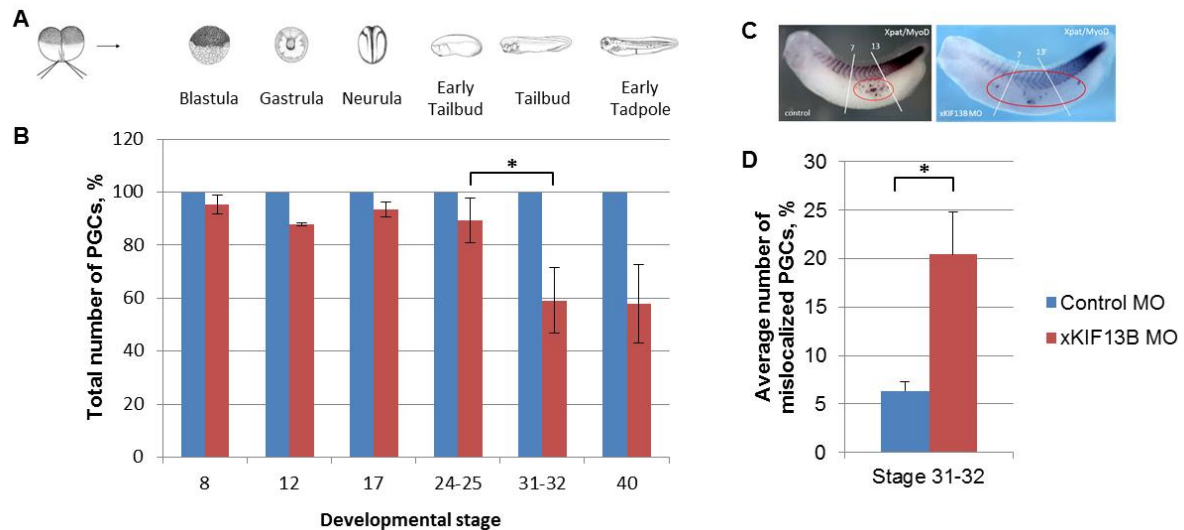 A
Blastula
Gastrula
Neurula
Early
Tailbud
Tailbud
Early
Tadpole
B
Total number of PGCs, %
120
100
80
60
40
20
0
*
8
12
17
24-25
31-32
40
Developmental stage
C
Xpat/MyoD
7
13
control
Xpat/MyoD
7
13'
xKIF13B MO
D
Average number of
mislocalized PGCs, %
30
25
20
15
10
5
0
*
Stage 31-32
Control MO
xKIF13B MO